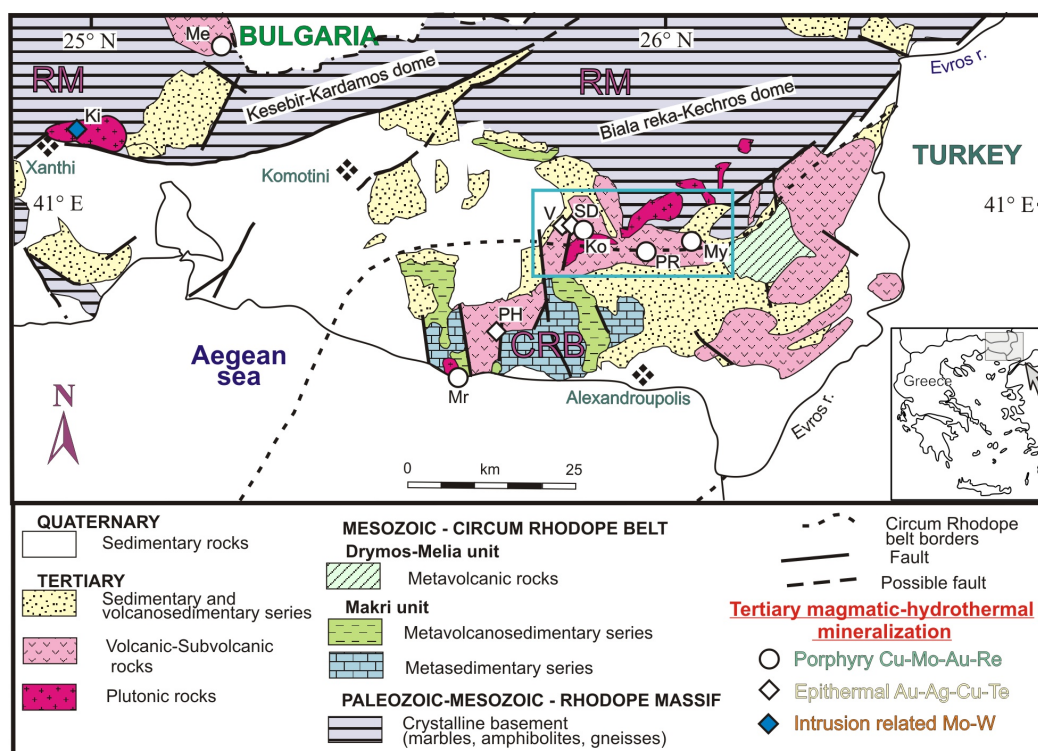 25° N
Me
BULGARIA
26° N
Evros r.
RM
Kesebir-Kardamos dome
RM
Ki
Biala reka-Kechros dome
Xanthi
Komotini
TURKEY
41° E
41° E
V
SD
Ko
PR
My
PH
CRB
Aegean
sea
Mr
Alexandroupolis
Evros r.
Greece
N
0
km
25
QUATERNARY
Sedimentary rocks
TERTIARY
Sedimentary and
volcanosedimentary series
Volcanic-Subvolcanic
rocks
Plutonic rocks
MESOZOIC - CIRCUM RHODOPE BELT
Drymos-Melia unit
Metavolcanic rocks
Makri unit
Metavolcanosedimentary series
Metasedimentary series
PALEOZOIC-MESOZOIC - RHODOPE MASSIF
Crystalline basement
(marbles, amphibolites, gneisses)
Circum Rhodope
belt borders
Fault
Possible fault
Tertiary magmatic-hydrothermal
mineralization
Porphyry Cu-Mo-Au-Re
Epithermal Au-Ag-Cu-Te
Intrusion related Mo-W